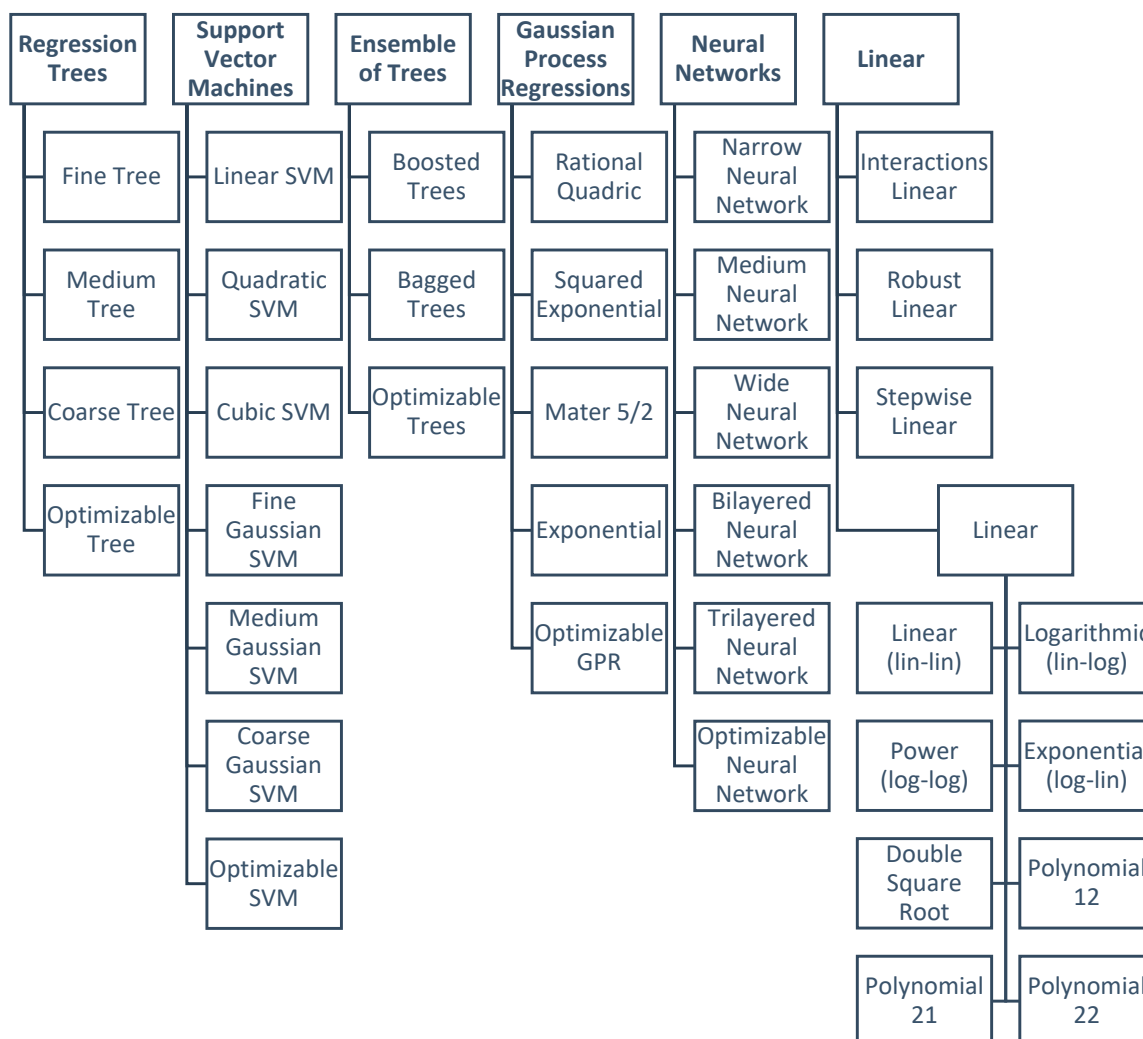 Regression
Trees
Support
Vector
Machines
Ensemble
of Trees
Gaussian
Process
Regressions
Neural
Networks
Linear
Fine Tree
Medium
Tree
Coarse Tree
Optimizable
Tree
Linear SVM
Quadratic
SVM
Cubic SVM
Fine
Gaussian
SVM
Medium
Gaussian
SVM
Coarse
Gaussian
SVM
Optimizable
SVM
Boosted
Trees
Bagged
Trees
Optimizable
Trees
Rational
Quadric
Squared
Exponential
Mater 5/2
Exponential
Optimizable
GPR
Narrow
Neural
Network
Medium
Neural
Network
Wide
Neural
Network
Bilayered
Neural
Network
Trilayered
Neural
Network
Optimizable
Neural
Network
Interactions
Linear
Robust
Linear
Stepwise
Linear
Linear
Linear
(lin-lin)
Logarithmic
(lin-log)
Power
(log-log)
Exponential
(log-lin)
Double
Square
Root
Polynomial
12
Polynomial
21
Polynomial
22